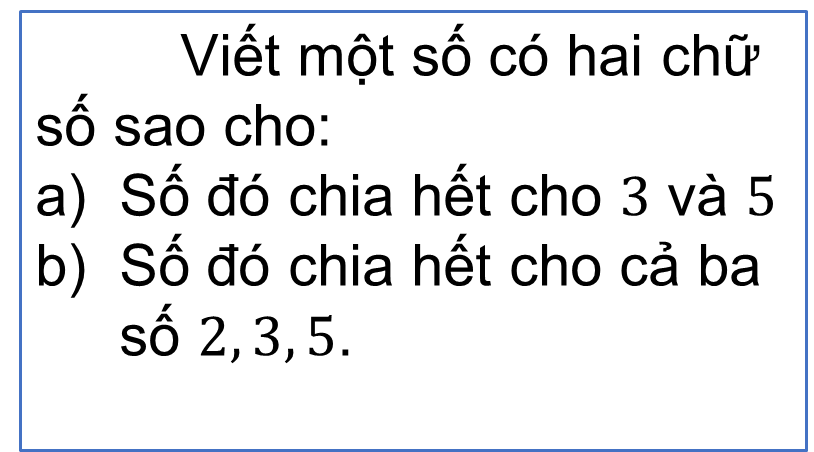 Viết một số có hai chữ
số sao cho:
a) Số đó chia hết cho 3 và 5
b) Số đó chia hết cho cả ba
số 2, 3, 5.